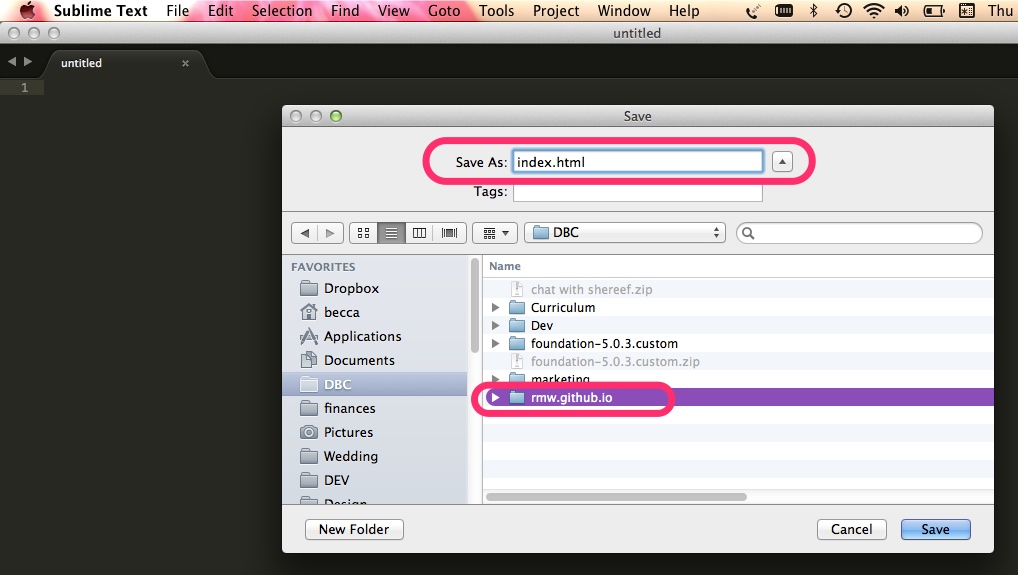 Sublime Text File Edit Selection Find View Goto Tools Project Window Help Thu
untitled
untitled ×
1
Save
Save As: index.html
Tags:
DBC
FAVORITES
Dropbox
becca
Applications
Documents
DBC
finances
Pictures
Wedding
DEV
Design
Name
chat with shereef.zip
Curriculum
Dev
foundation-5.0.3.custom
foundation-5.0.3.custom.zip
marketing
rmw.github.io
New Folder Cancel Save